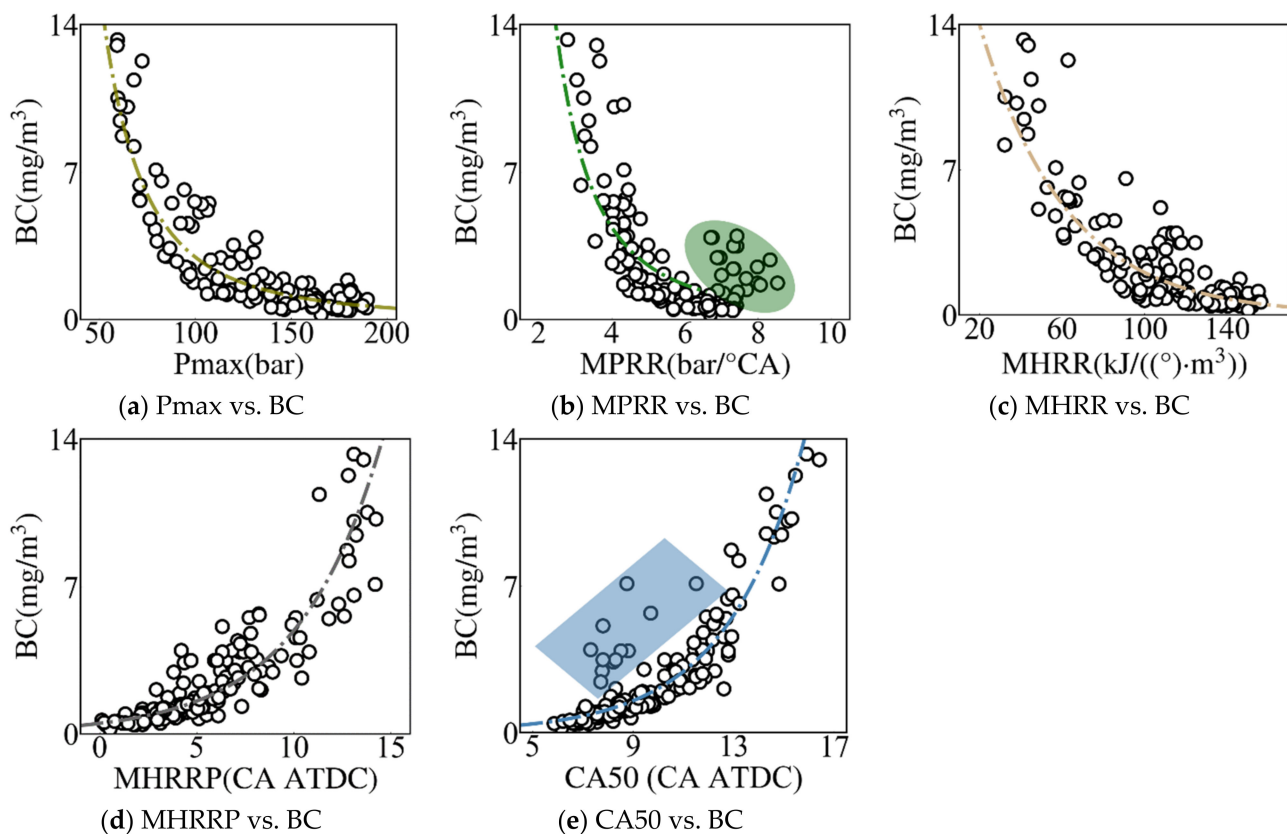 14
7
0
BC(mg/m³)
50 100 150 200
Pmax(bar)
(a) Pmax vs. BC
14
7
0
BC(mg/m³)
2 4 6 8 10
MPRR(bar/°CA)
(b) MPRR vs. BC
14
7
0
BC(mg/m³)
20 60 100 140
MHRR(kJ/((°)·m³))
(c) MHRR vs. BC
14
7
0
BC(mg/m³)
0 5 10 15
MHRRP(CA ATDC)
(d) MHRRP vs. BC
14
7
0
BC(mg/m³)
5 9 13 17
CA50 (CA ATDC)
(e) CA50 vs. BC